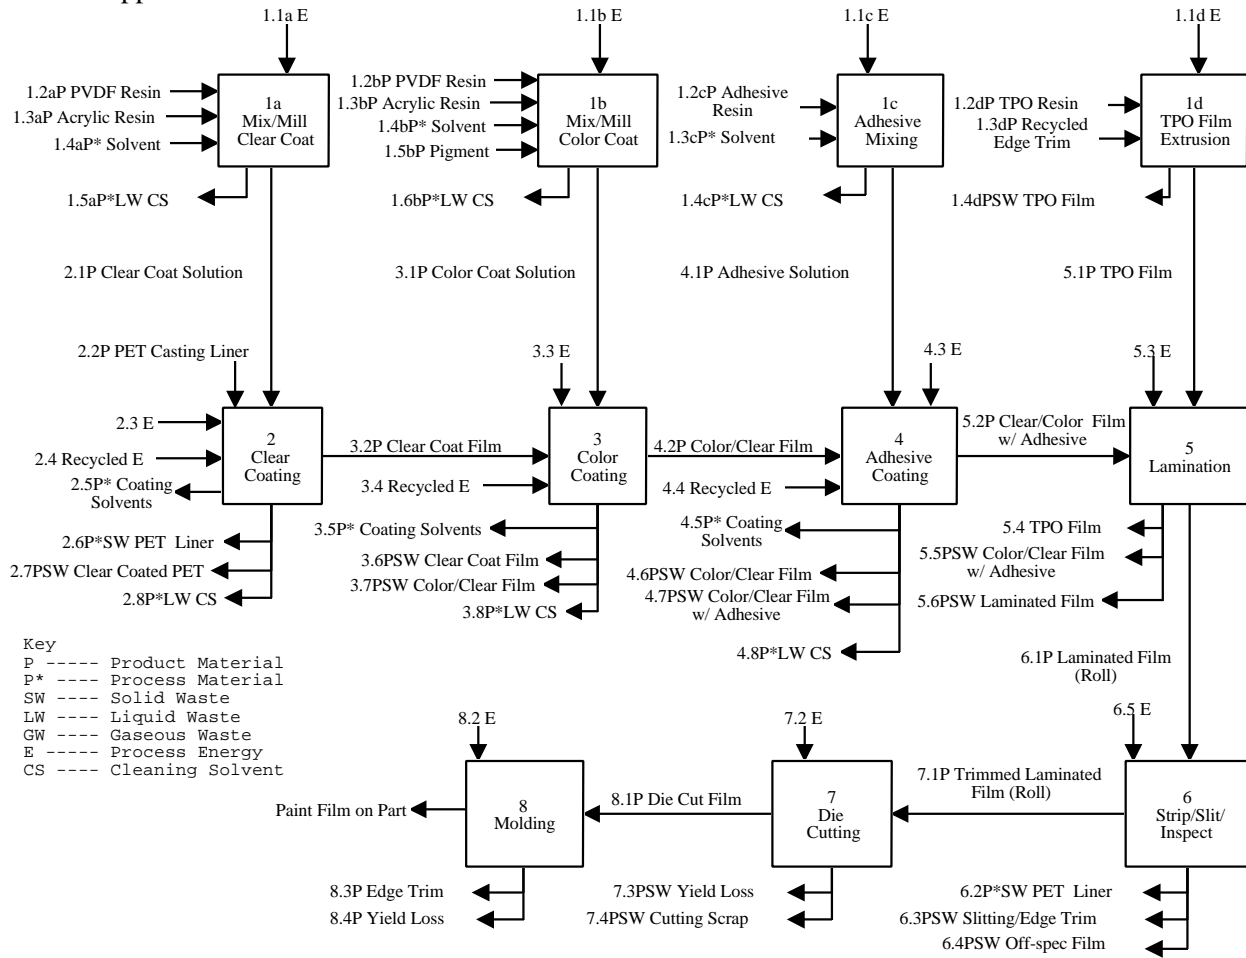 1.1a E
1.1b E
1.1c E
1.1d E
1.2aP PVDF Resin
1.3aP Acrylic Resin
1.4aP* Solvent
1a
Mix/Mill
Clear Coat
1.5aP*LW CS
1.2bP PVDF Resin
1.3bP Acrylic Resin
1.4bP* Solvent
1.5bP Pigment
1b
Mix/Mill
Color Coat
1.6bP*LW CS
1.2cP Adhesive
Resin
1.3cP* Solvent
1c
Adhesive
Mixing
1.4cP*LW CS
1.2dP TPO Resin
1.3dP Recycled
Edge Trim
1d
TPO Film
Extrusion
1.4dPSW TPO Film
2.1P Clear Coat Solution
3.1P Color Coat Solution
4.1P Adhesive Solution
5.1P TPO Film
2.2P PET Casting Liner
3.3 E
4.3 E
5.3 E
2.3 E
2.4 Recycled E
2.5P* Coating
Solvents
2
Clear
Coating
2.6P*SW PET Liner
2.7PSW Clear Coated PET
2.8P*LW CS
3.2P Clear Coat Film
3.4 Recycled E
3
Color
Coating
3.5P* Coating Solvents
3.6PSW Clear Coat Film
3.7PSW Color/Clear Film
3.8P*LW CS
4.2P Color/Clear Film
4.4 Recycled E
4
Adhesive
Coating
4.5P* Coating
Solvents
4.6PSW Color/Clear Film
4.7PSW Color/Clear Film
w/ Adhesive
4.8P*LW CS
5.2P Clear/Color Film
w/ Adhesive
5
Lamination
5.4 TPO Film
5.5PSW Color/Clear Film
w/ Adhesive
5.6PSW Laminated Film
6.1P Laminated Film
(Roll)
Key
P ----- Product Material
P* ---- Process Material
SW ---- Solid Waste
LW ---- Liquid Waste
GW ---- Gaseous Waste
E ----- Process Energy
CS ---- Cleaning Solvent
8.2 E
7.2 E
6.5 E
Paint Film on Part
8
Molding
8.1P Die Cut Film
7
Die
Cutting
7.1P Trimmed Laminated
Film (Roll)
6
Strip/Slit/
Inspect
8.3P Edge Trim
8.4P Yield Loss
7.3PSW Yield Loss
7.4PSW Cutting Scrap
6.2P*SW PET Liner
6.3PSW Slitting/Edge Trim
6.4PSW Off-spec Film